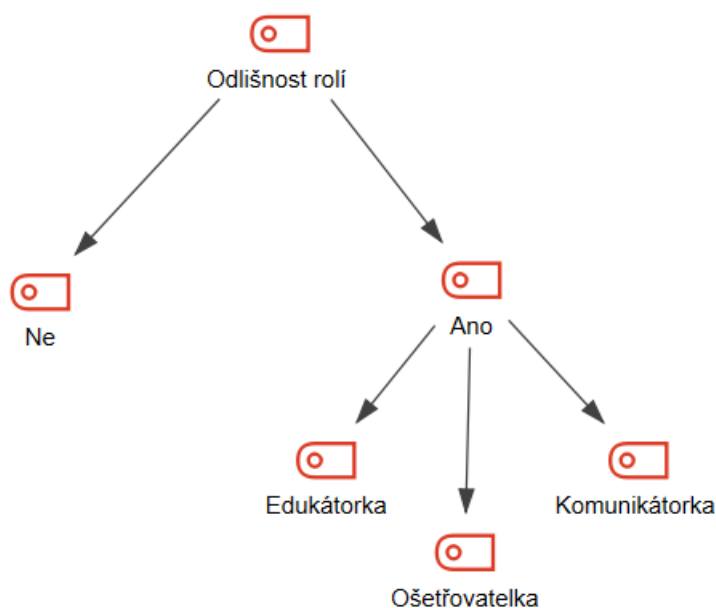 Odlišnost rolí
Ne
Ano
Edukátorka
Komunikátorka
Ošetřovatelka